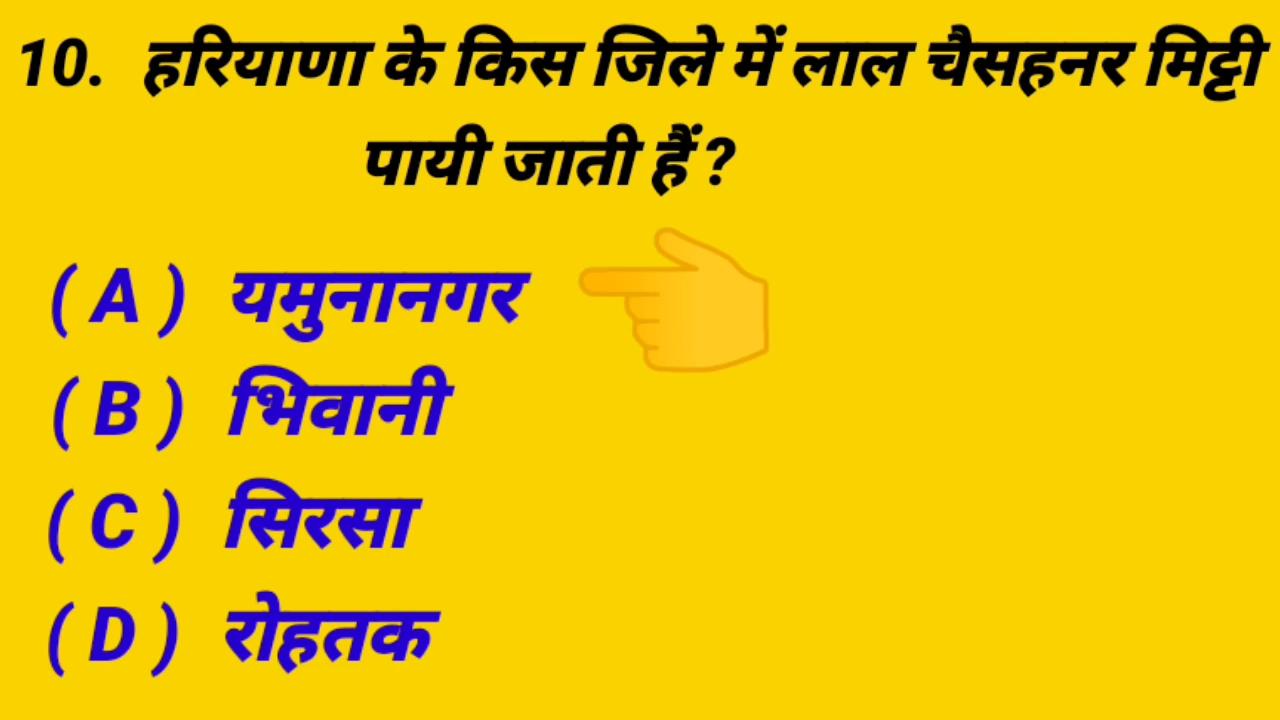 10. हरियाणा के किस जिले में लाल चैसहनर मिट्टी
पायी जाती हैं ?
( A ) यमुनानगर
( B ) भिवानी
( C ) सिरसा
( D ) रोहतक